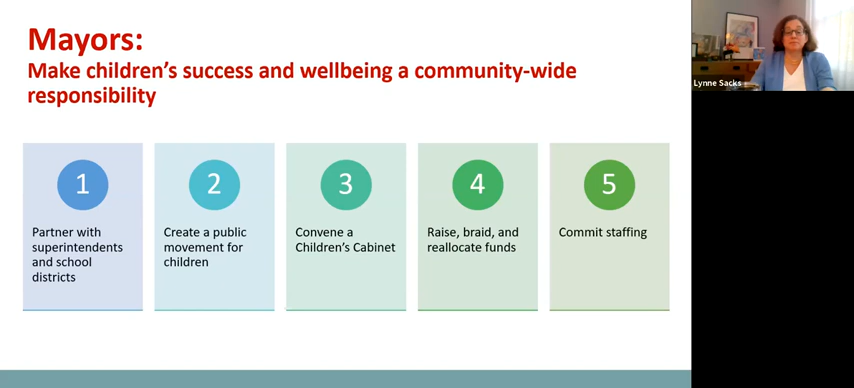 Mayors:
Make children's success and wellbeing a community-wide
responsibility
1
Partner with
superintendents
and school
districts
2
Create a public
movement for
children
3
Convene a
Children's Cabinet
4
Raise, braid, and
reallocate funds
5
Commit staffing
Lynne Sacks